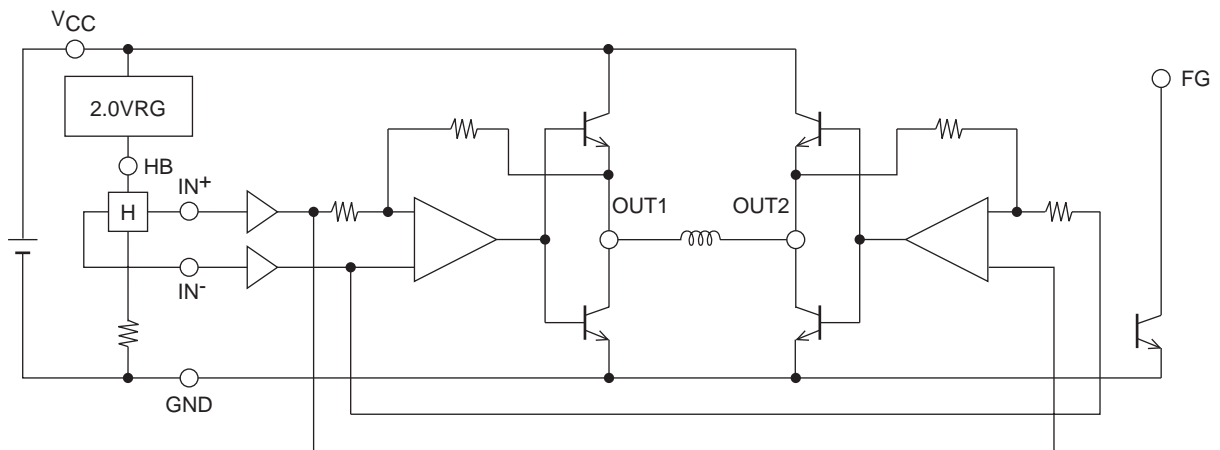 VCC
2.0VRG
FG
HB
IN+
H
OUT1
OUT2
IN-
GND